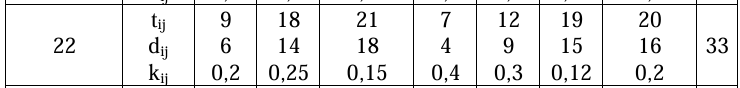 t_ij 9 18 21 7 12 19 20
22 d_ij 6 14 18 4 9 15 16 33
k_ij 0,2 0,25 0,15 0,4 0,3 0,12 0,2